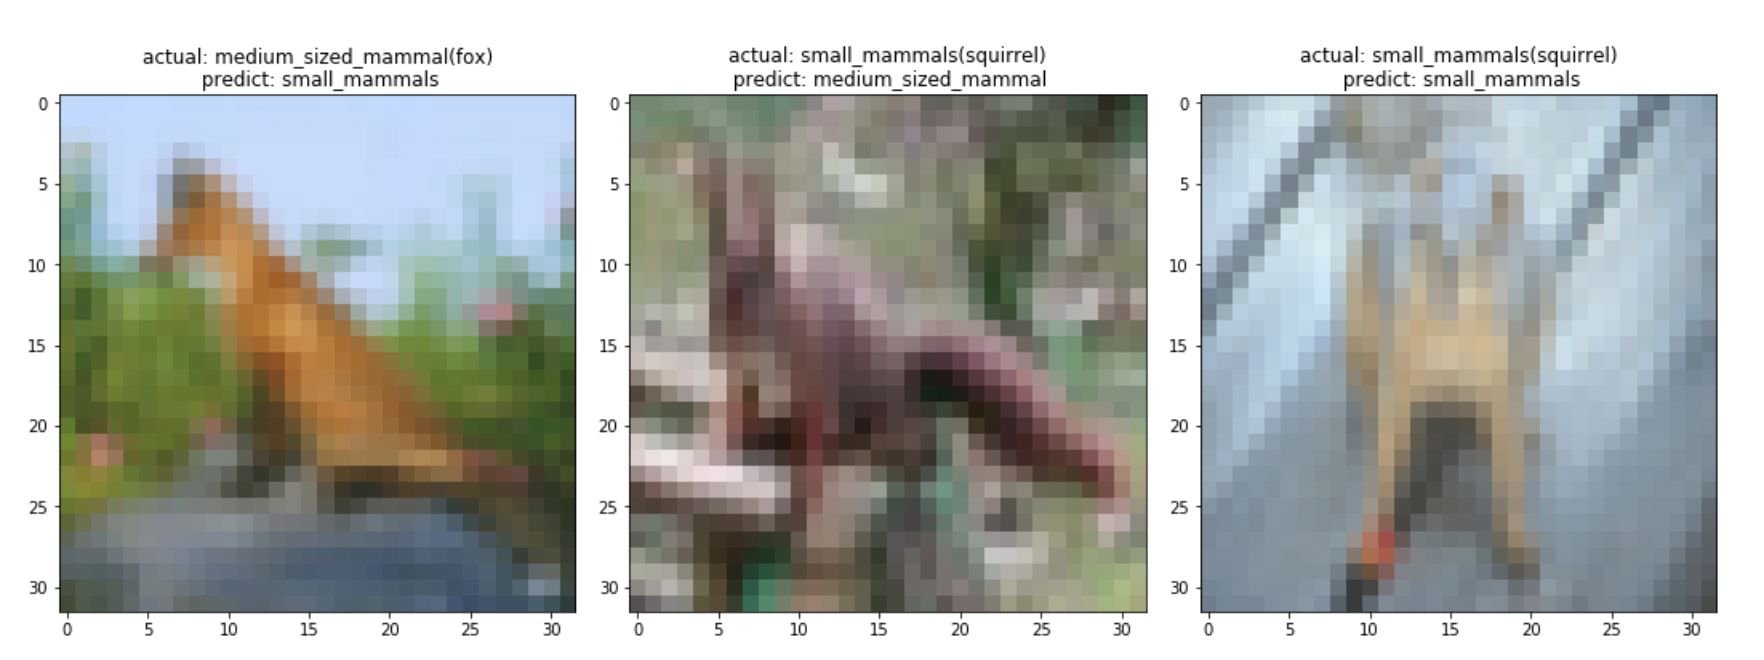 actual: medium_sized_mammal(fox)
predict: small_mammals
0
5
10
15
20
25
30
0 5 10 15 20 25 30
actual: small_mammals(squirrel)
predict: medium_sized_mammal
0
5
10
15
20
25
30
0 5 10 15 20 25 30
actual: small_mammals(squirrel)
predict: small_mammals
0
5
10
15
20
25
30
0 5 10 15 20 25 30